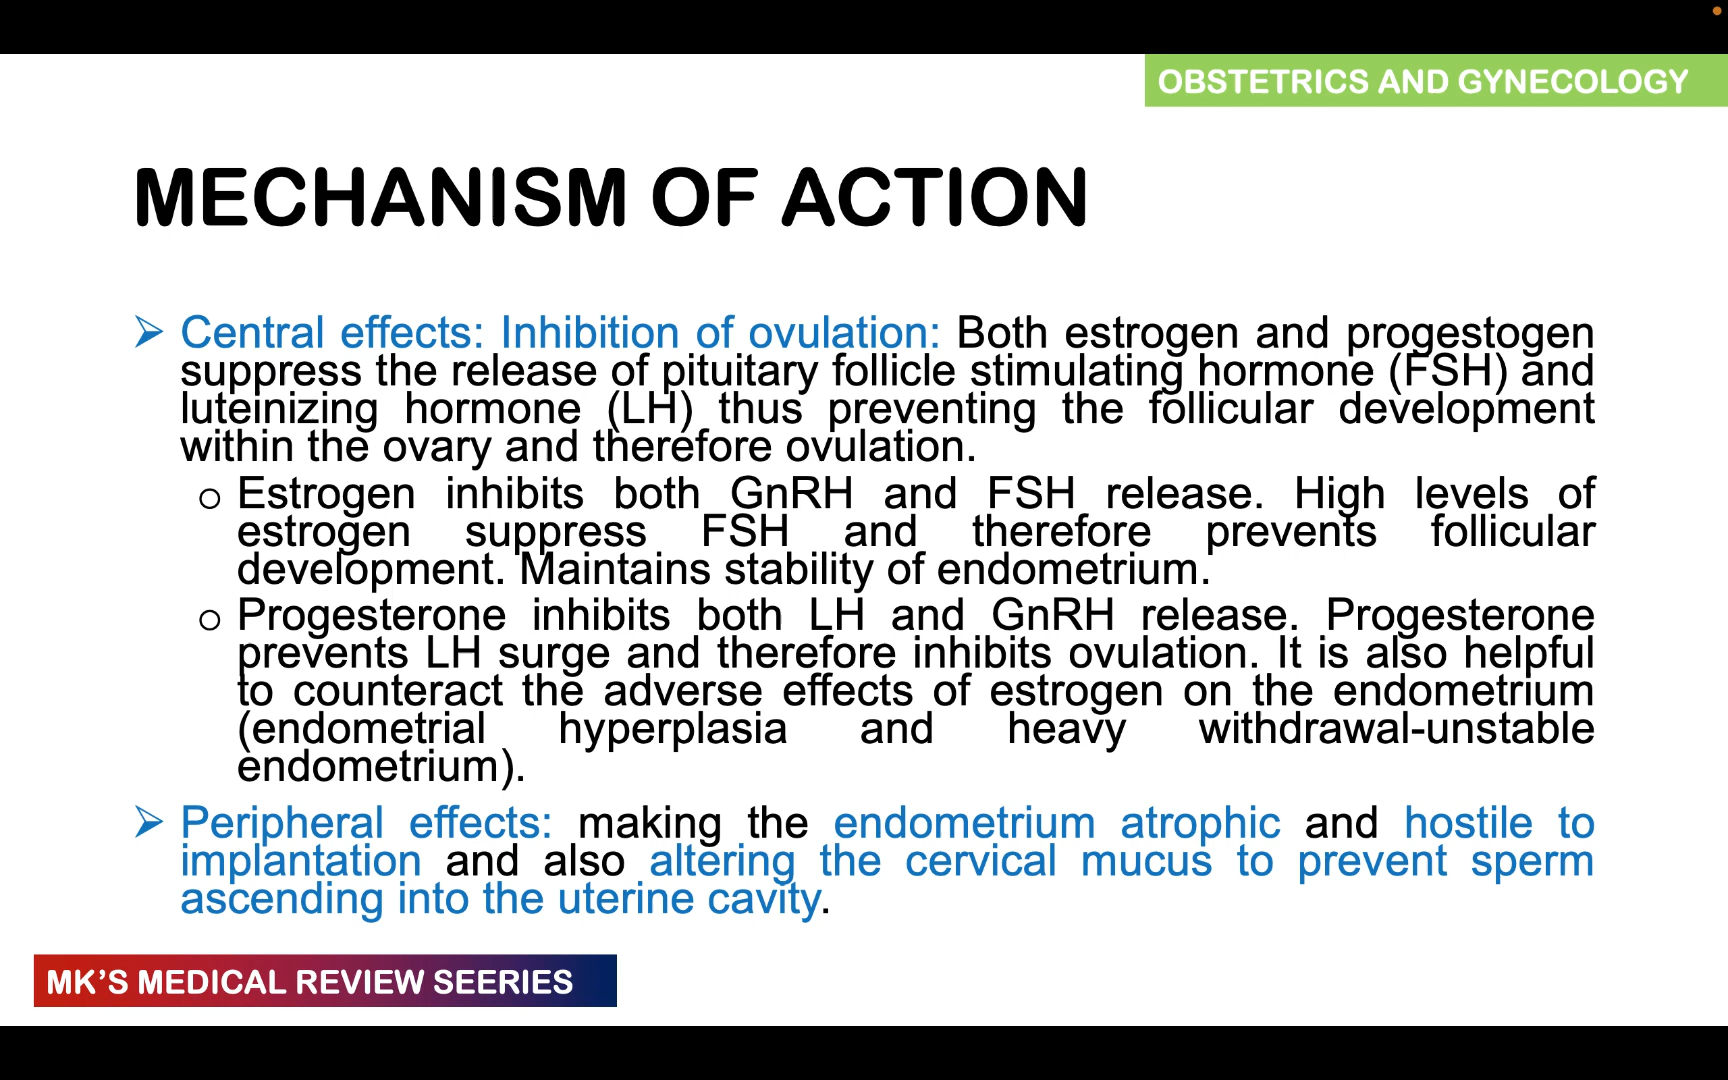 OBSTETRICS AND GYNECOLOGY
MECHANISM OF ACTION
➢ Central effects: Inhibition of ovulation: Both estrogen and progestogen
suppress the release of pituitary follicle stimulating hormone (FSH) and
luteinizing hormone (LH) thus preventing the follicular development
within the ovary and therefore ovulation.
o Estrogen inhibits both GnRH and FSH release. High levels of
estrogen suppress FSH and therefore prevents follicular
development. Maintains stability of endometrium.
o Progesterone inhibits both LH and GnRH release. Progesterone
prevents LH surge and therefore inhibits ovulation. It is also helpful
to counteract the adverse effects of estrogen on the endometrium
(endometrial hyperplasia and heavy withdrawal-unstable
endometrium).
➢ Peripheral effects: making the endometrium atrophic and hostile to
implantation and also altering the cervical mucus to prevent sperm
ascending into the uterine cavity.
MK’S MEDICAL REVIEW SEERIES